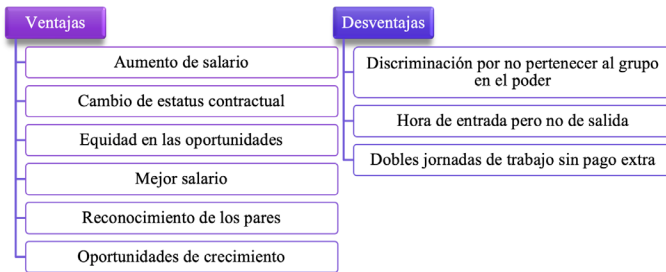 Ventajas
Aumento de salario
Cambio de estatus contractual
Equidad en las oportunidades
Mejor salario
Reconocimiento de los pares
Oportunidades de crecimiento
Desventajas
Discriminación por no pertenecer al grupo
en el poder
Hora de entrada pero no de salida
Dobles jornadas de trabajo sin pago extra